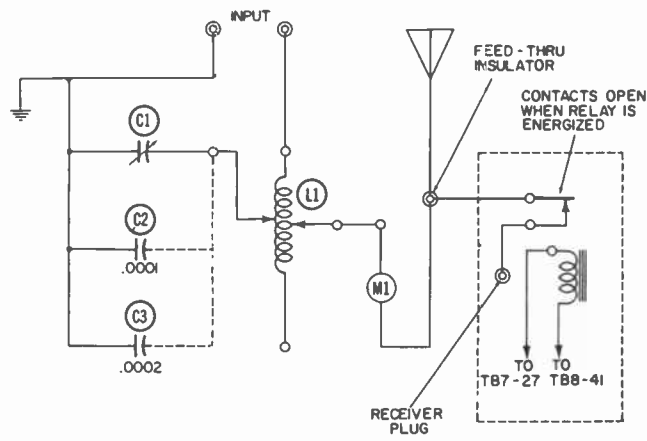 INPUT
FEED-THRU
INSULATOR
CONTACTS OPEN
WHEN RELAY IS
ENERGIZED
C1
L1
C2
.0001
M1
C3
.0002
TO TO
TB7-27 TB8-41
RECEIVER
PLUG